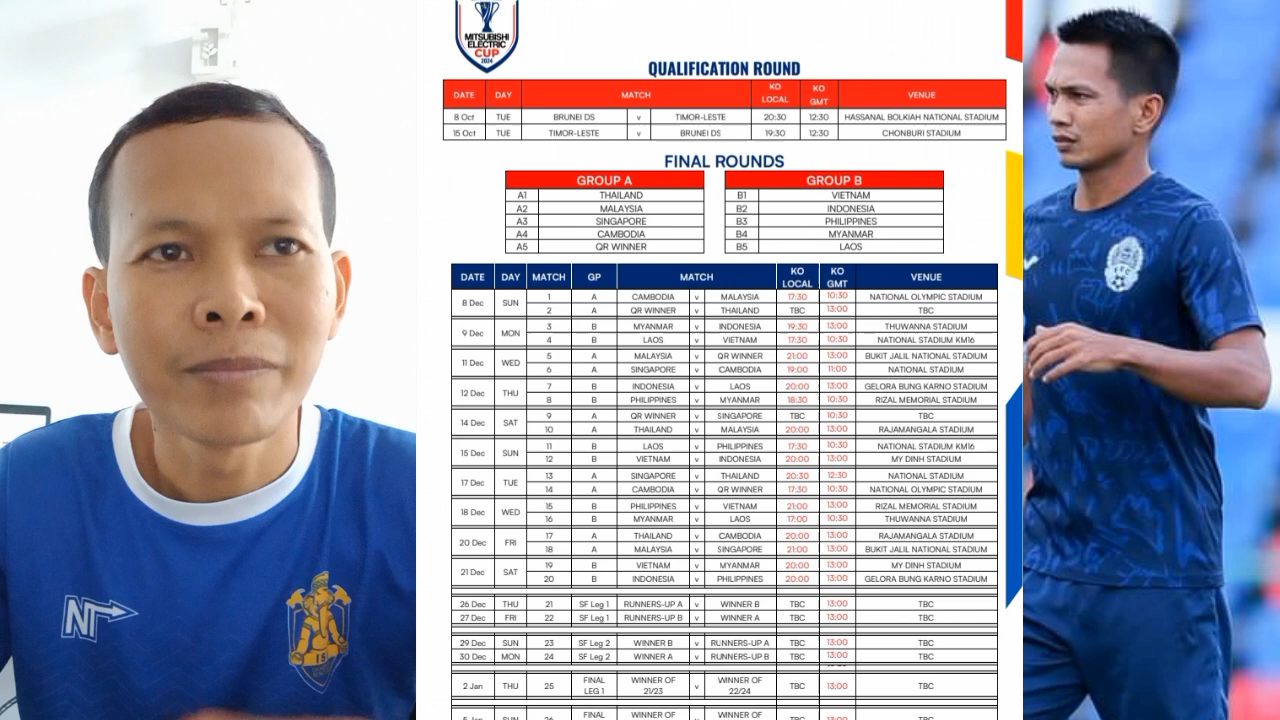 MITSUBISHI
ELECTRIC
CUP
2024
QUALIFICATION ROUND
DATE DAY MATCH KO LOCAL KO GMT VENUE
8 Oct TUE BRUNEI DS v TIMOR-LESTE 20:30 12:30 HASSANAL BOLKIAH NATIONAL STADIUM
15 Oct TUE TIMOR-LESTE v BRUNEI DS 19:30 12:30 CHONBURI STADIUM
FINAL ROUNDS
GROUP A GROUP B
A1 THAILAND B1 VIETNAM
A2 MALAYSIA B2 INDONESIA
A3 SINGAPORE B3 PHILIPPINES
A4 CAMBODIA B4 MYANMAR
A5 QR WINNER B5 LAOS
DATE DAY MATCH GP MATCH KO LOCAL KO GMT VENUE
8 Dec SUN 1 A CAMBODIA v MALAYSIA 17:30 10:30 NATIONAL OLYMPIC STADIUM
2 A QR WINNER v THAILAND TBC 13:00 TBC
9 Dec MON 3 B MYANMAR v INDONESIA 19:30 13:00 THUWANNA STADIUM
4 B LAOS v VIETNAM 17:30 10:30 NATIONAL STADIUM KM16
11 Dec WED 5 A MALAYSIA v QR WINNER 21:00 13:00 BUKIT JALIL NATIONAL STADIUM
6 A SINGAPORE v CAMBODIA 19:00 11:00 NATIONAL STADIUM
12 Dec THU 7 B INDONESIA v LAOS 20:00 13:00 GELORA BUNG KARNO STADIUM
8 B PHILIPPINES v MYANMAR 18:30 10:30 RIZAL MEMORIAL STADIUM
14 Dec SAT 9 A QR WINNER v SINGAPORE TBC 10:30 TBC
10 A THAILAND v MALAYSIA 20:00 13:00 RAJAMANGALA STADIUM
15 Dec SUN 11 B LAOS v PHILIPPINES 17:30 10:30 NATIONAL STADIUM KM16
12 B VIETNAM v INDONESIA 20:00 13:00 MY DINH STADIUM
17 Dec TUE 13 A SINGAPORE v THAILAND 20:30 12:30 NATIONAL STADIUM
14 A CAMBODIA v QR WINNER 17:30 10:30 NATIONAL OLYMPIC STADIUM
18 Dec WED 15 B PHILIPPINES v VIETNAM 21:00 13:00 RIZAL MEMORIAL STADIUM
16 B MYANMAR v LAOS 17:00 10:30 THUWANNA STADIUM
20 Dec FRI 17 A THAILAND v CAMBODIA 20:00 13:00 RAJAMANGALA STADIUM
18 A MALAYSIA v SINGAPORE 21:00 13:00 BUKIT JALIL NATIONAL STADIUM
21 Dec SAT 19 B VIETNAM v MYANMAR 20:00 13:00 MY DINH STADIUM
20 B INDONESIA v PHILIPPINES 20:00 13:00 GELORA BUNG KARNO STADIUM
26 Dec THU 21 SF Leg 1 RUNNERS-UP A v WINNER B TBC 13:00 TBC
27 Dec FRI 22 SF Leg 1 RUNNERS-UP B v WINNER A TBC 13:00 TBC
29 Dec SUN 23 SF Leg 2 WINNER B v RUNNERS-UP A TBC 13:00 TBC
30 Dec MON 24 SF Leg 2 WINNER A v RUNNERS-UP B TBC 13:00 TBC
2 Jan THU 25 FINAL LEG 1 WINNER OF 21/23 v WINNER OF 22/24 TBC 13:00 TBC
5 Jan SUN 26 FINAL WINNER OF v WINNER OF
NT
15